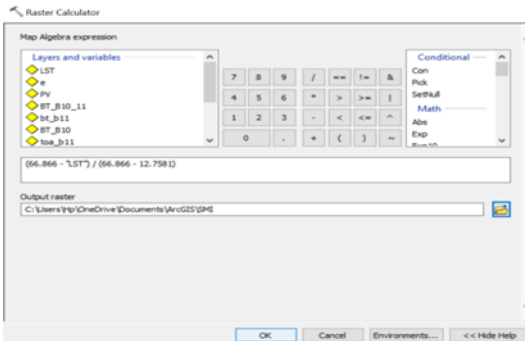 Raster Calculator
Map Algebra expression
Layers and variables
LST
e
PV
BT_B10_11
bt_b11
BT_B10
toa_b11
7 8 9 / == != &
4 5 6 * > >= |
1 2 3 - < <= ^
0 . + ( ) ~
Conditional
Con
Pick
SetNull
Math
Abs
Exp
Exp10
(66.866 - "LST") / (66.866 - 12.7581)
Output raster
C:\Users\Hp\OneDrive\Documents\ArcGIS\SMI
OK Cancel Environments... << Hide Help